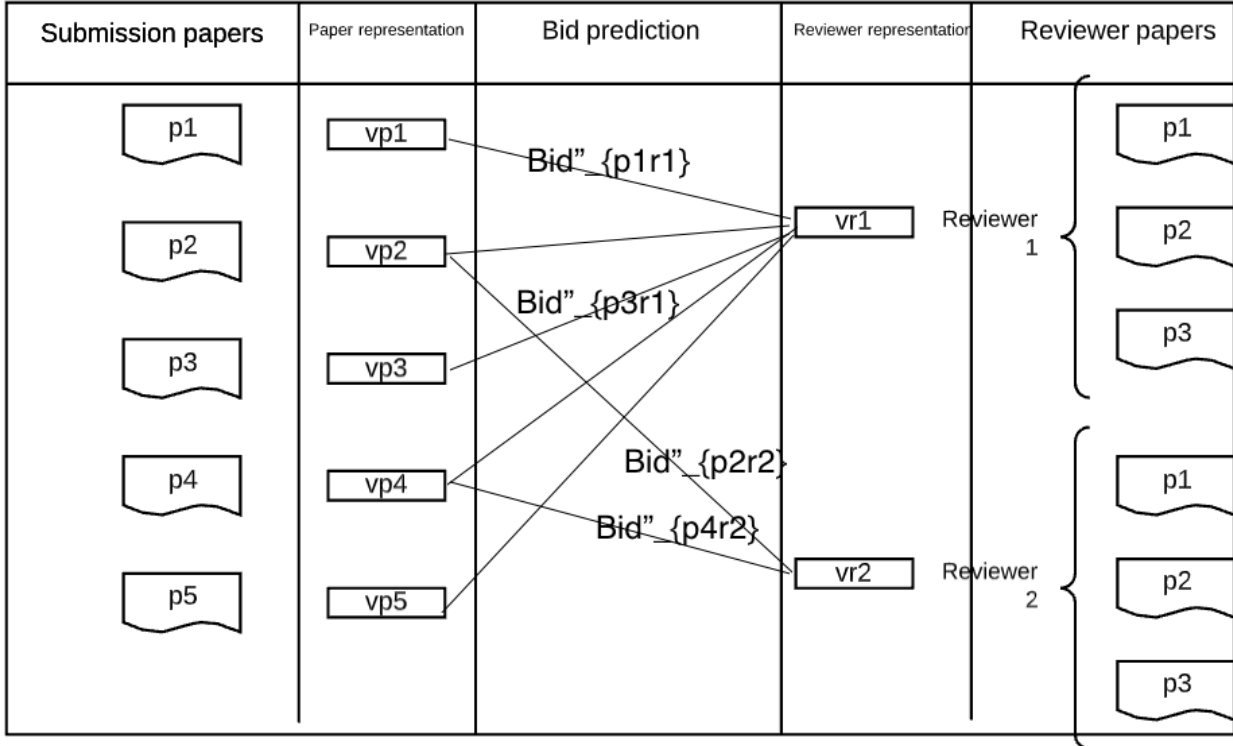 Submission papers
Paper representation
Bid prediction
Reviewer representation
Reviewer papers
p1
vp1
Bid”_{p1r1}
vr1
Reviewer
1
p1
p2
vp2
p2
p3
vp3
Bid”_{p3r1}
p3
p4
vp4
Bid”_{p2r2}
Bid”_{p4r2}
p1
p5
vp5
vr2
Reviewer
2
p2
p3